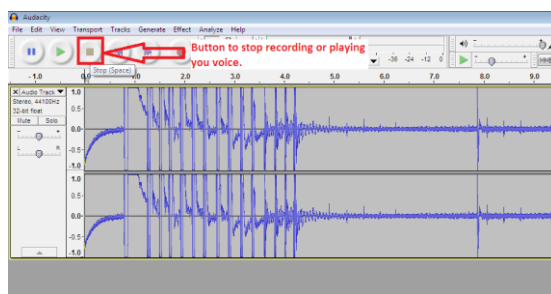 Audacity
File Edit View Transport Tracks Generate Effect Analyze Help
Button to stop recording or playing
you voice.
-36 -24 -12 0
Stop (Space)
- 1.0 0.0 1.0 2.0 3.0 4.0 5.0 6.0 7.0 8.0 9.0
X Audio Track
Stereo, 44100Hz
32-bit float
Mute Solo
- +
L R
1.0
0.5-
0.0-
-0.5-
-1.0
1.0
0.5-
0.0-
-0.5-
-1.0